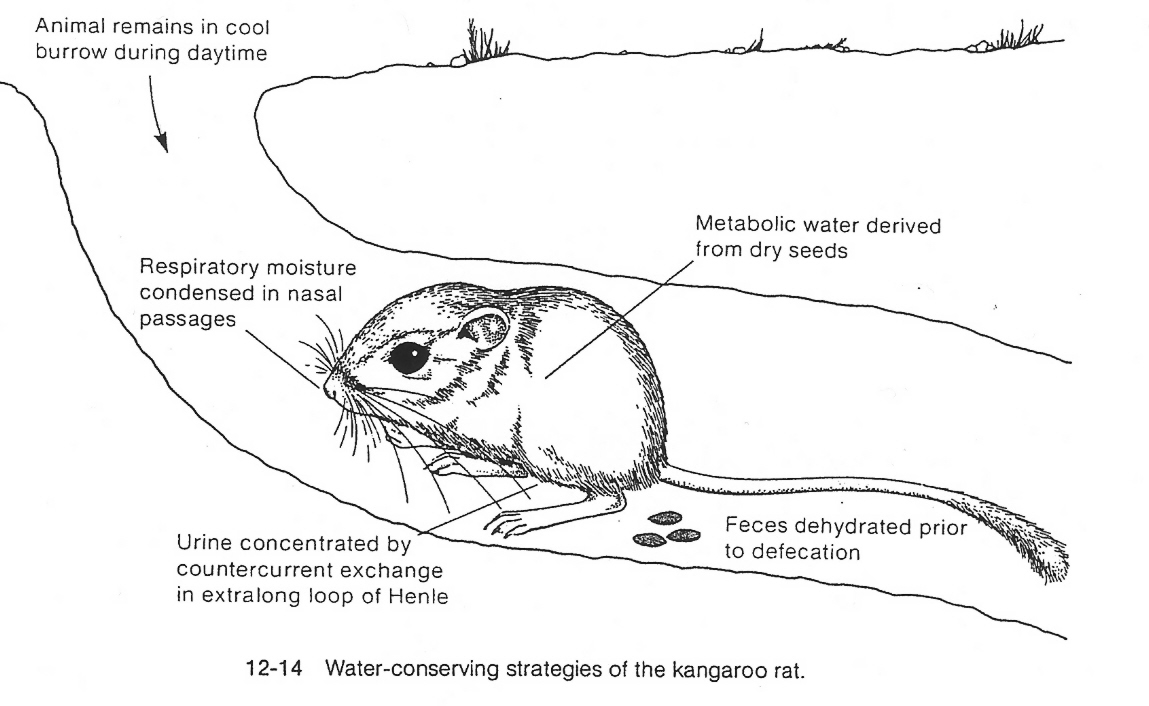 Animal remains in cool
burrow during daytime
Metabolic water derived
from dry seeds
Respiratory moisture
condensed in nasal
passages
Feces dehydrated prior
to defecation
Urine concentrated by
countercurrent exchange
in extralong loop of Henle
12-14 Water-conserving strategies of the kangaroo rat.